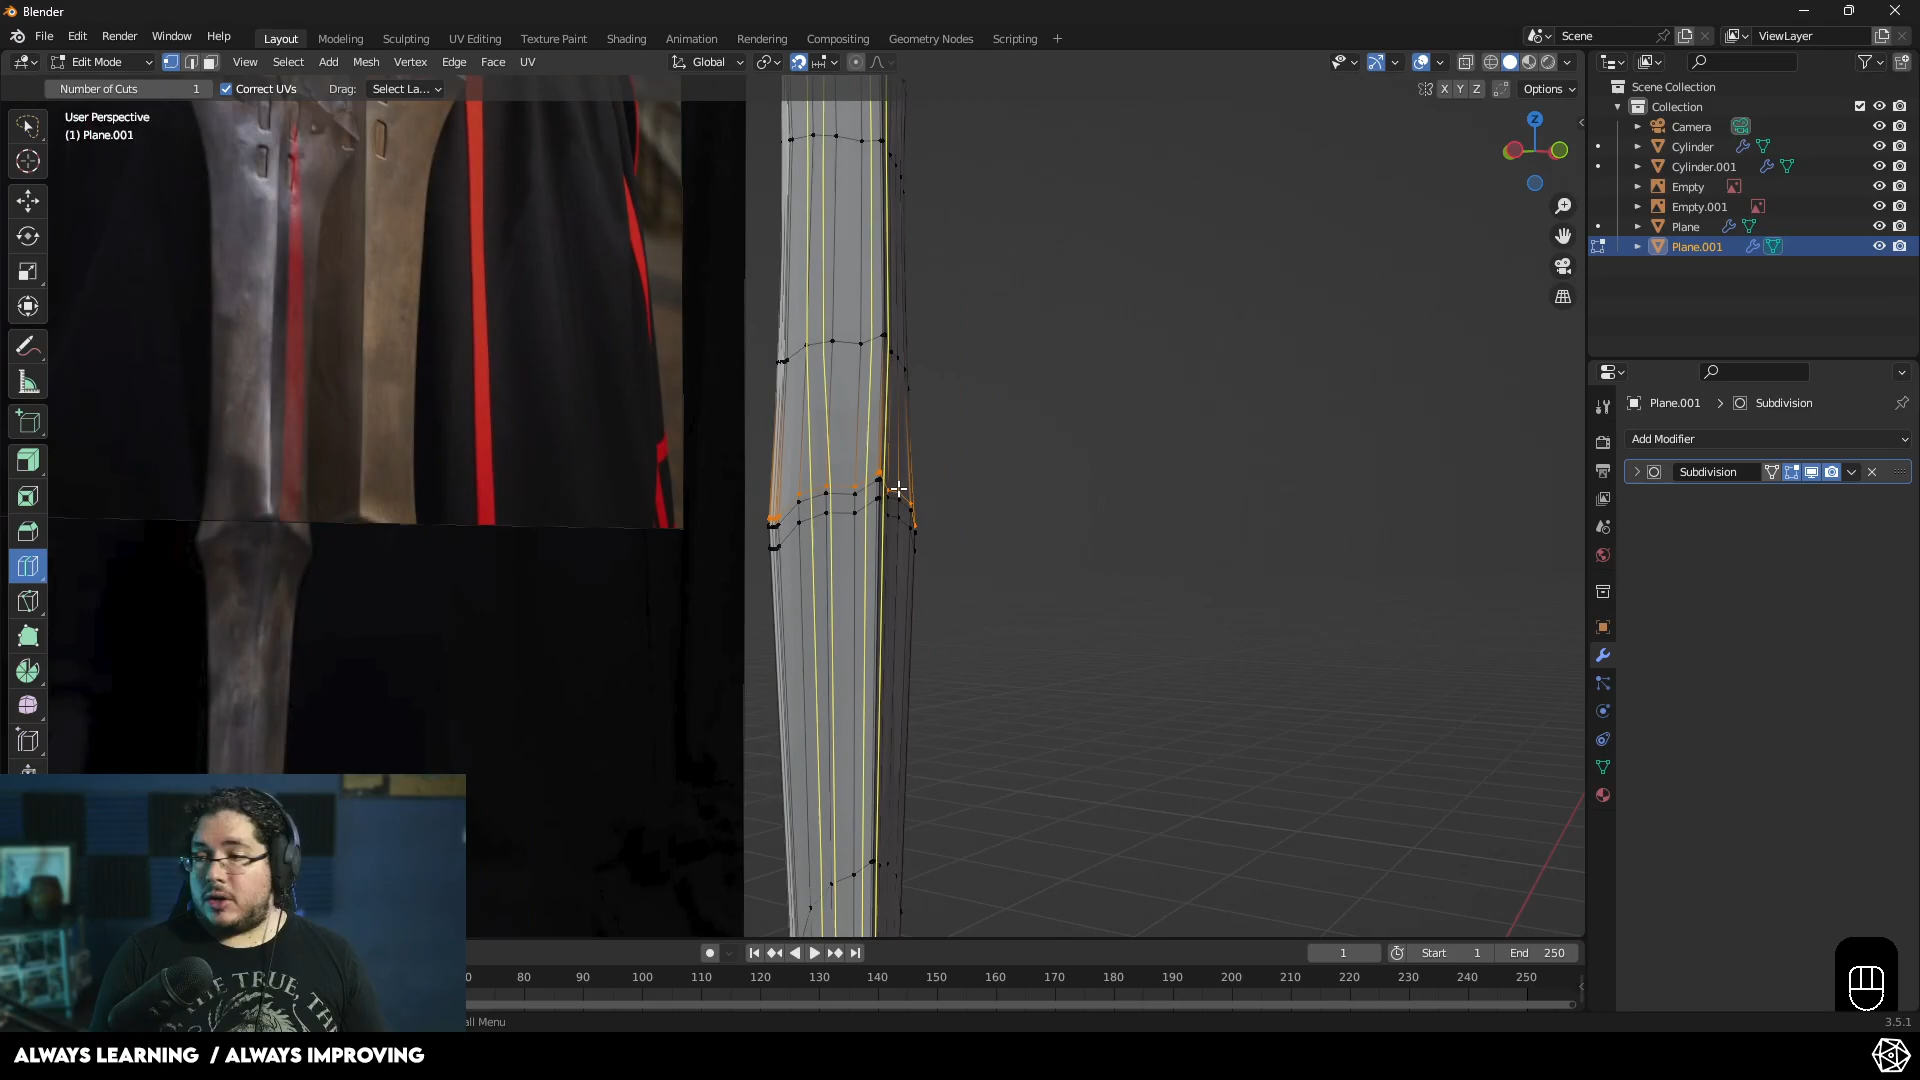 Blender
File Edit Render Window Help
Layout Modeling Sculpting UV Editing Texture Paint Shading Animation Rendering Compositing Geometry Nodes Scripting
Scene
ViewLayer
Edit Mode
View Select Add Mesh Vertex Edge Face UV
Global
Number of Cuts 1
Correct UVs
Drag: Select La...
X Y Z
Options
User Perspective
(1) Plane.001
Z
Scene Collection
Collection
Camera
Cylinder
Cylinder.001
Empty
Empty.001
Plane
Plane.001
Plane.001 > Subdivision
Add Modifier
Subdivision
1
Start 1
End 250
80 90 100 110 120 130 140 150 160 170 180 190 200 210 220 230 240 250
all Menu
3.5.1
THE TRUE, TH
ALWAYS LEARNING / ALWAYS IMPROVING